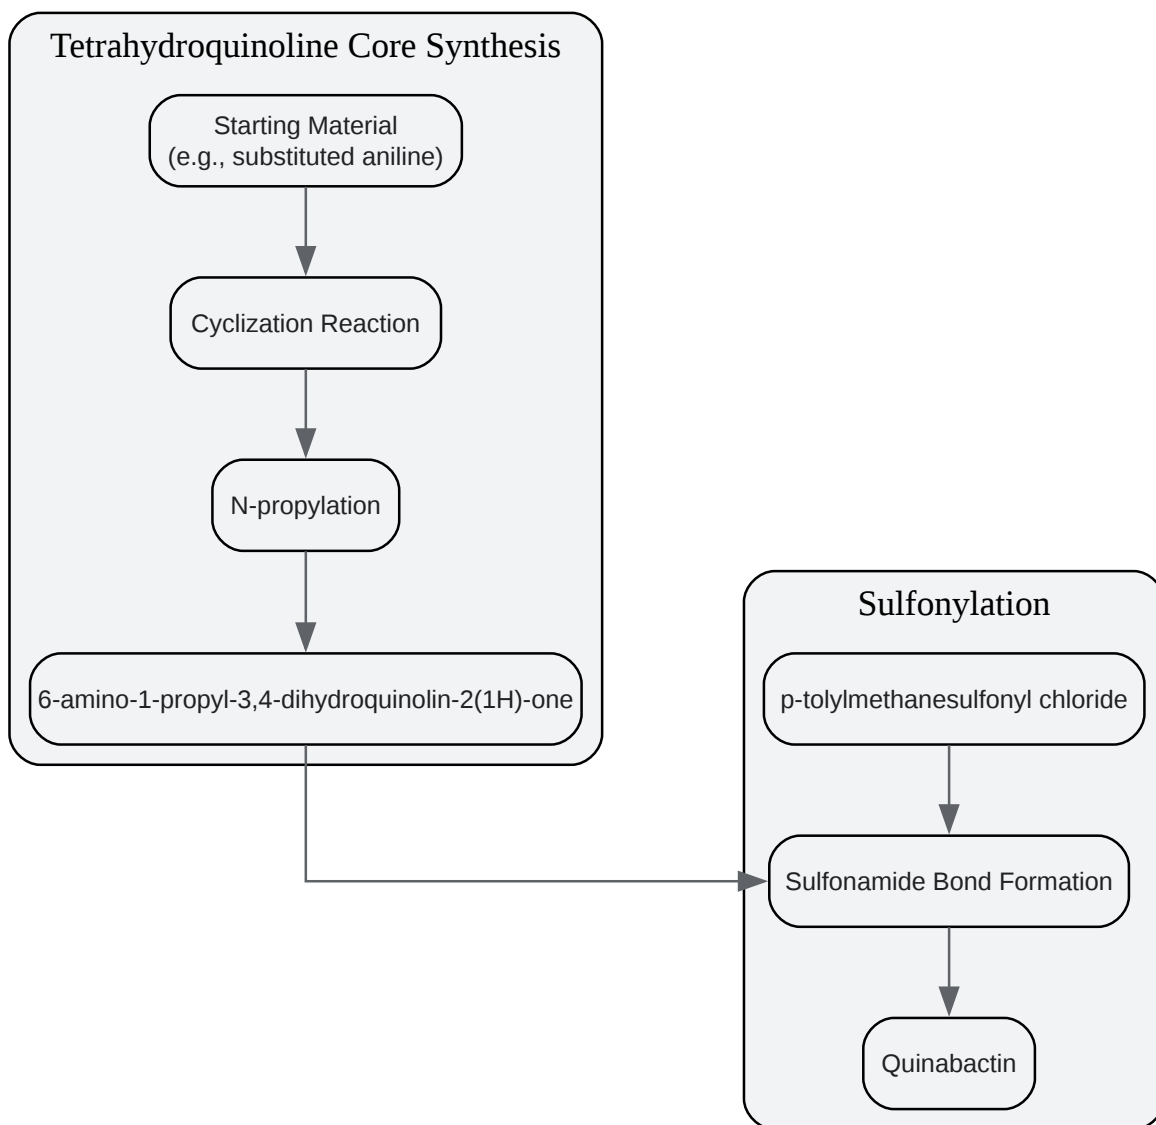 Tetrahydroquinoline Core Synthesis
Starting Material
(e.g., substituted aniline)
Cyclization Reaction
N-propylation
6-amino-1-propyl-3,4-dihydroquinolin-2(1H)-one
Sulfonylation
p-tolylmethanesulfonyl chloride
Sulfonamide Bond Formation
Quinabactin